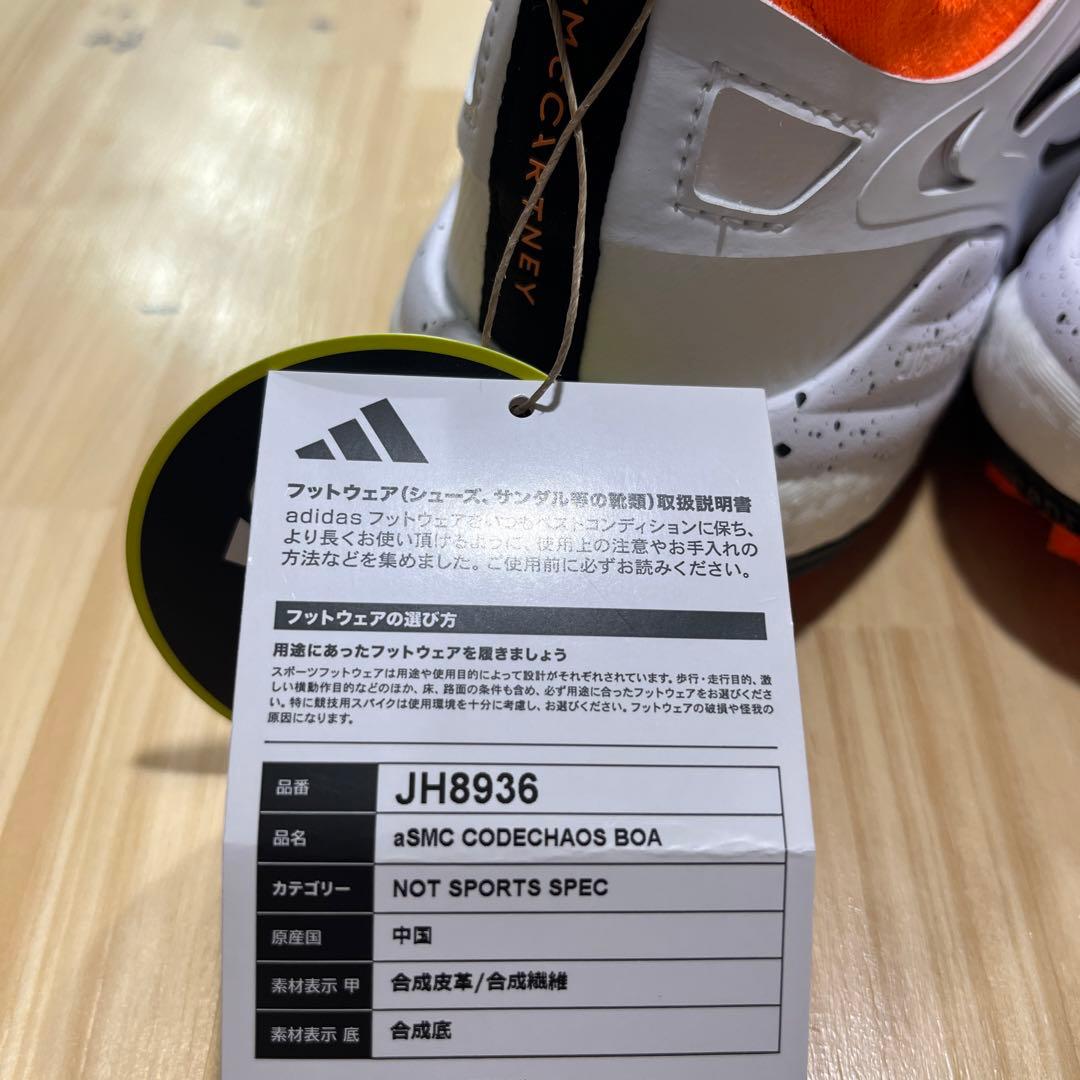 McCARTNEY
フットウェア(シューズ、サンダル等の靴類)取扱説明書
adidas フットウェアをいつもベストコンディションに保ち、
より長くお使い頂けるように、使用上の注意やお手入れの
方法などを集めました。ご使用前に必ずお読みください。
フットウェアの選び方
用途にあったフットウェアを履きましょう
スポーツフットウェアは用途や使用目的によって設計がそれぞれされています。歩行・走行目的、激
しい横動作目的などのほか、床、路面の条件も含め、必ず用途に合ったフットウェアをお選びくださ
い。特に競技用スパイクは使用環境を十分に考慮し、お選びください。フットウェアの破損や怪我の
原因になります。
品番 JH8936
品名 aSMC CODECHAOS BOA
カテゴリー NOT SPORTS SPEC
原産国 中国
素材表示 甲 合成皮革/合成繊維
素材表示 底 合成底